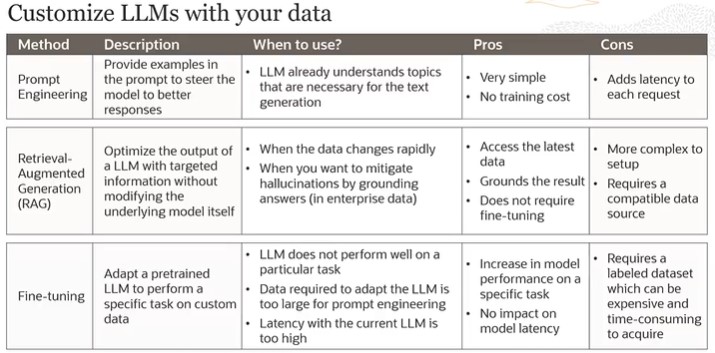 Customize LLMs with your data
Method Description When to use? Pros Cons
Prompt
Engineering
Provide examples in
the prompt to steer the
model to better
responses
• LLM already understands topics
that are necessary for the text
generation
• Very simple
• No training cost
• Adds latency to
each request
Retrieval-
Augmented
Generation
(RAG)
Optimize the output of
a LLM with targeted
information without
modifying the
underlying model itself
• When the data changes rapidly
• When you want to mitigate
hallucinations by grounding
answers (in enterprise data)
• Access the latest
data
• Grounds the result
• Does not require
fine-tuning
• More complex to
setup
• Requires a
compatible data
source
Fine-tuning
Adapt a pretrained
LLM to perform a
specific task on custom
data
• LLM does not perform well on a
particular task
• Data required to adapt the LLM is
too large for prompt engineering
• Latency with the current LLM is
too high
• Increase in model
performance on a
specific task
• No impact on
model latency
• Requires a
labeled dataset
which can be
expensive and
time-consuming
to acquire